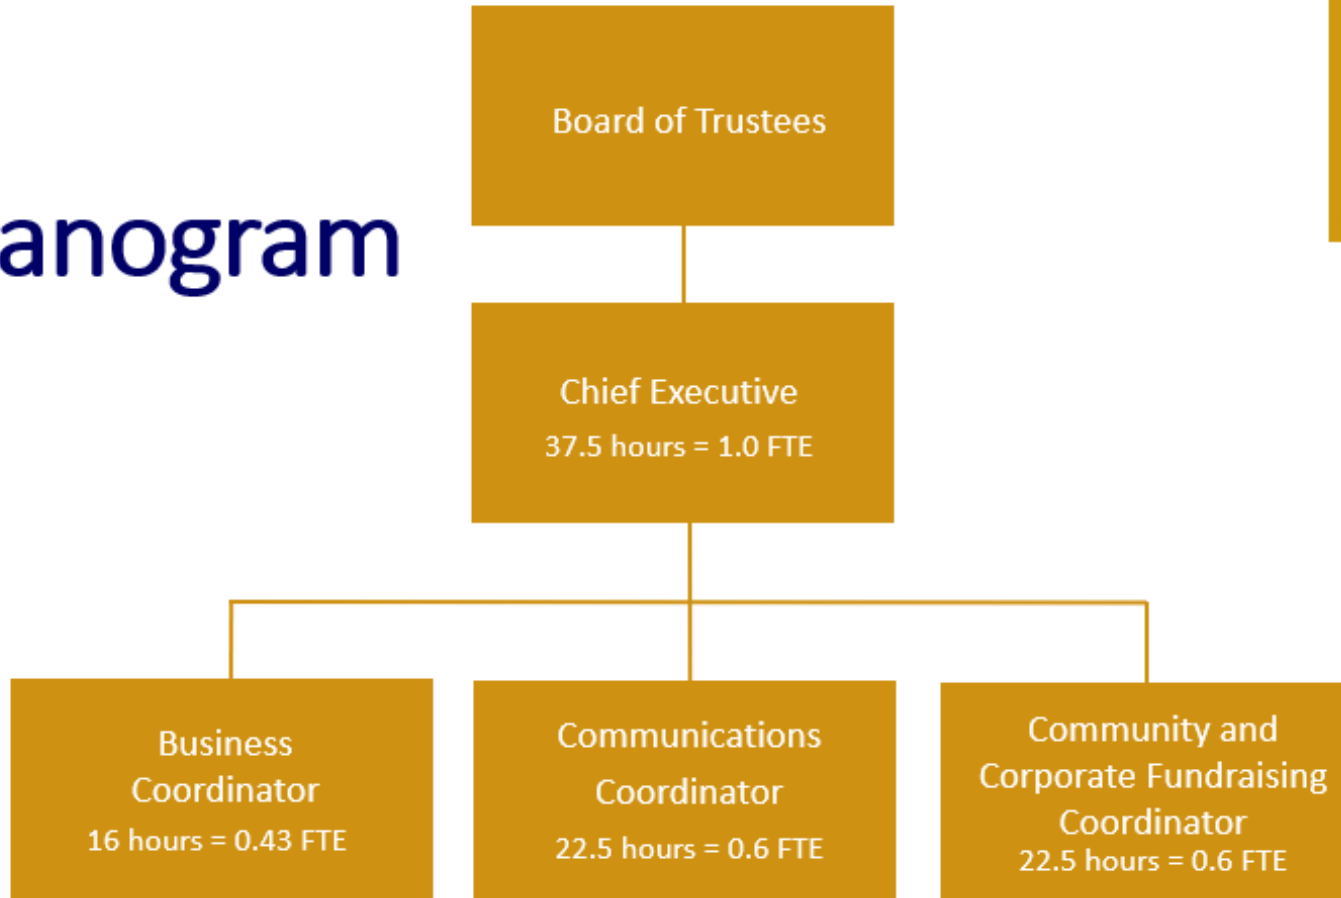 anogram
Board of Trustees
Chief Executive
37.5 hours = 1.0 FTE
Business
Coordinator
16 hours = 0.43 FTE
Communications
Coordinator
22.5 hours = 0.6 FTE
Community and
Corporate Fundraising
Coordinator
22.5 hours = 0.6 FTE